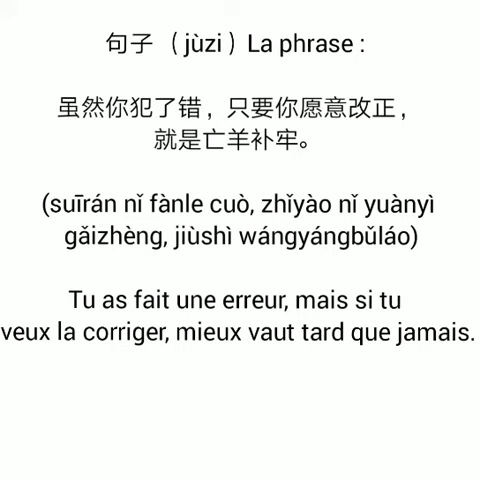 句子 （jùzi）La phrase :
虽然你犯了错，只要你愿意改正，
就是亡羊补牢。
(suīrán nǐ fànle cuò, zhǐyào nǐ yuànyì
gǎizhèng, jiùshì wángyángbǔláo)
Tu as fait une erreur, mais si tu
veux la corriger, mieux vaut tard que jamais.